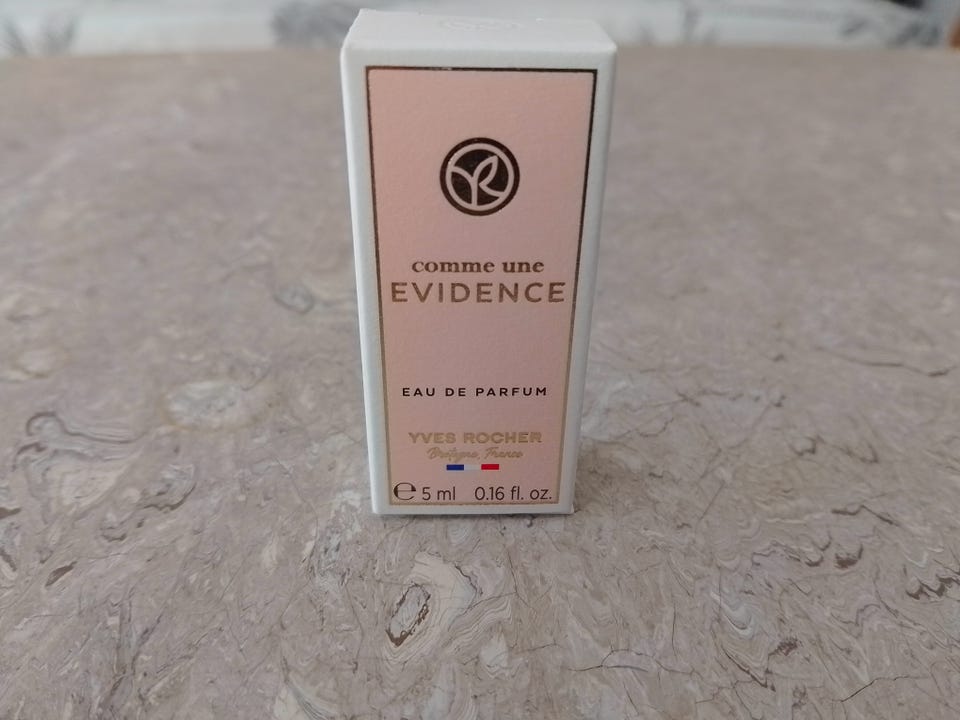 comme une
EVIDENCE
EAU DE PARFUM
YVES ROCHER
Bretagne, France
℮ 5 ml 0.16 fl. oz.